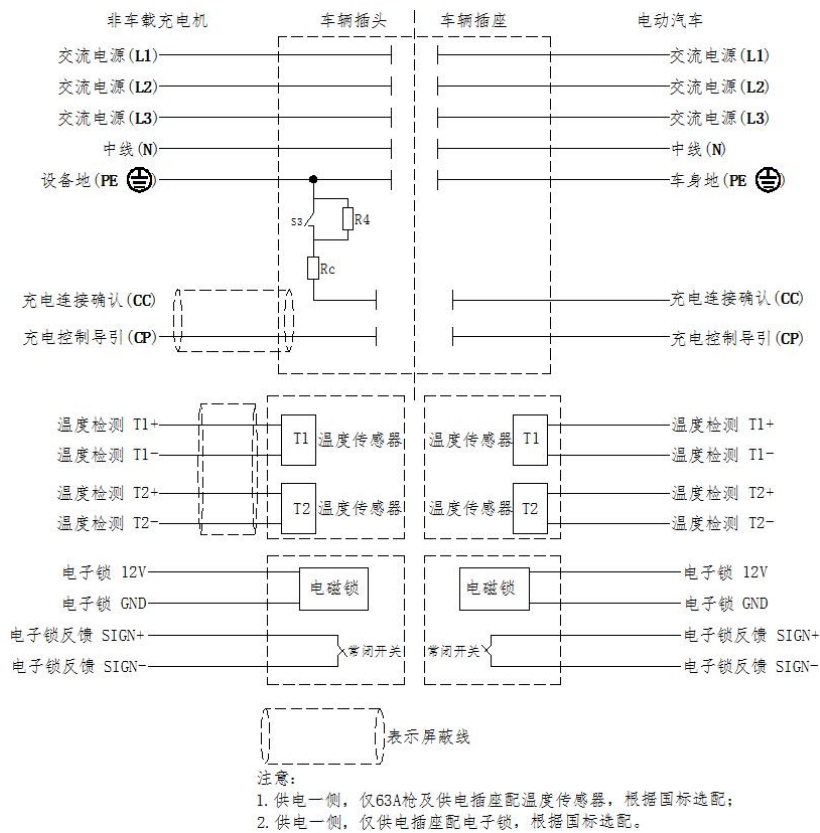 非车载充电机 车辆插头 车辆插座 电动汽车
交流电源(L1) 交流电源(L1)
交流电源(L2) 交流电源(L2)
交流电源(L3) 交流电源(L3)
中线(N) 中线(N)
设备地(PE ) 车身地(PE )
S3 R4
Rc
充电连接确认(CC) 充电连接确认(CC)
充电控制导引(CP) 充电控制导引(CP)
温度检测 T1+ 温度检测 T1+
T1 温度传感器 温度传感器 T1
温度检测 T1- 温度检测 T1-
温度检测 T2+ 温度检测 T2+
T2 温度传感器 温度传感器 T2
温度检测 T2- 温度检测 T2-
电子锁 12V 电子锁 12V
电磁锁 电磁锁
电子锁 GND 电子锁 GND
电子锁反馈 SIGN+ 电子锁反馈 SIGN+
常闭开关 常闭开关
电子锁反馈 SIGN- 电子锁反馈 SIGN-
表示屏蔽线
注意:
1.供电一侧，仅63A枪及供电插座配温度传感器，根据国标选配;
2.供电一侧，仅供电插座配电子锁，根据国标选配。